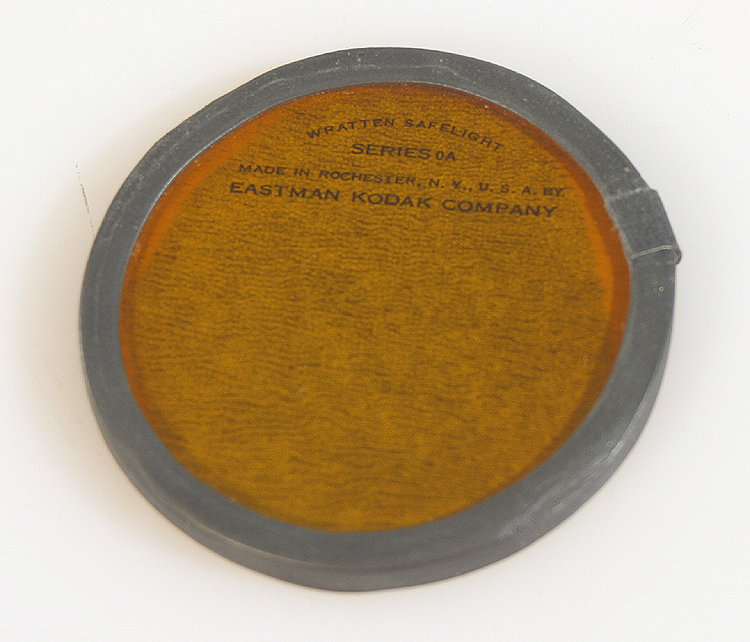 WRATTEN SAFELIGHT
SERIES 0A
MADE IN ROCHESTER, N. Y., U. S. A. BY
EASTMAN KODAK COMPANY